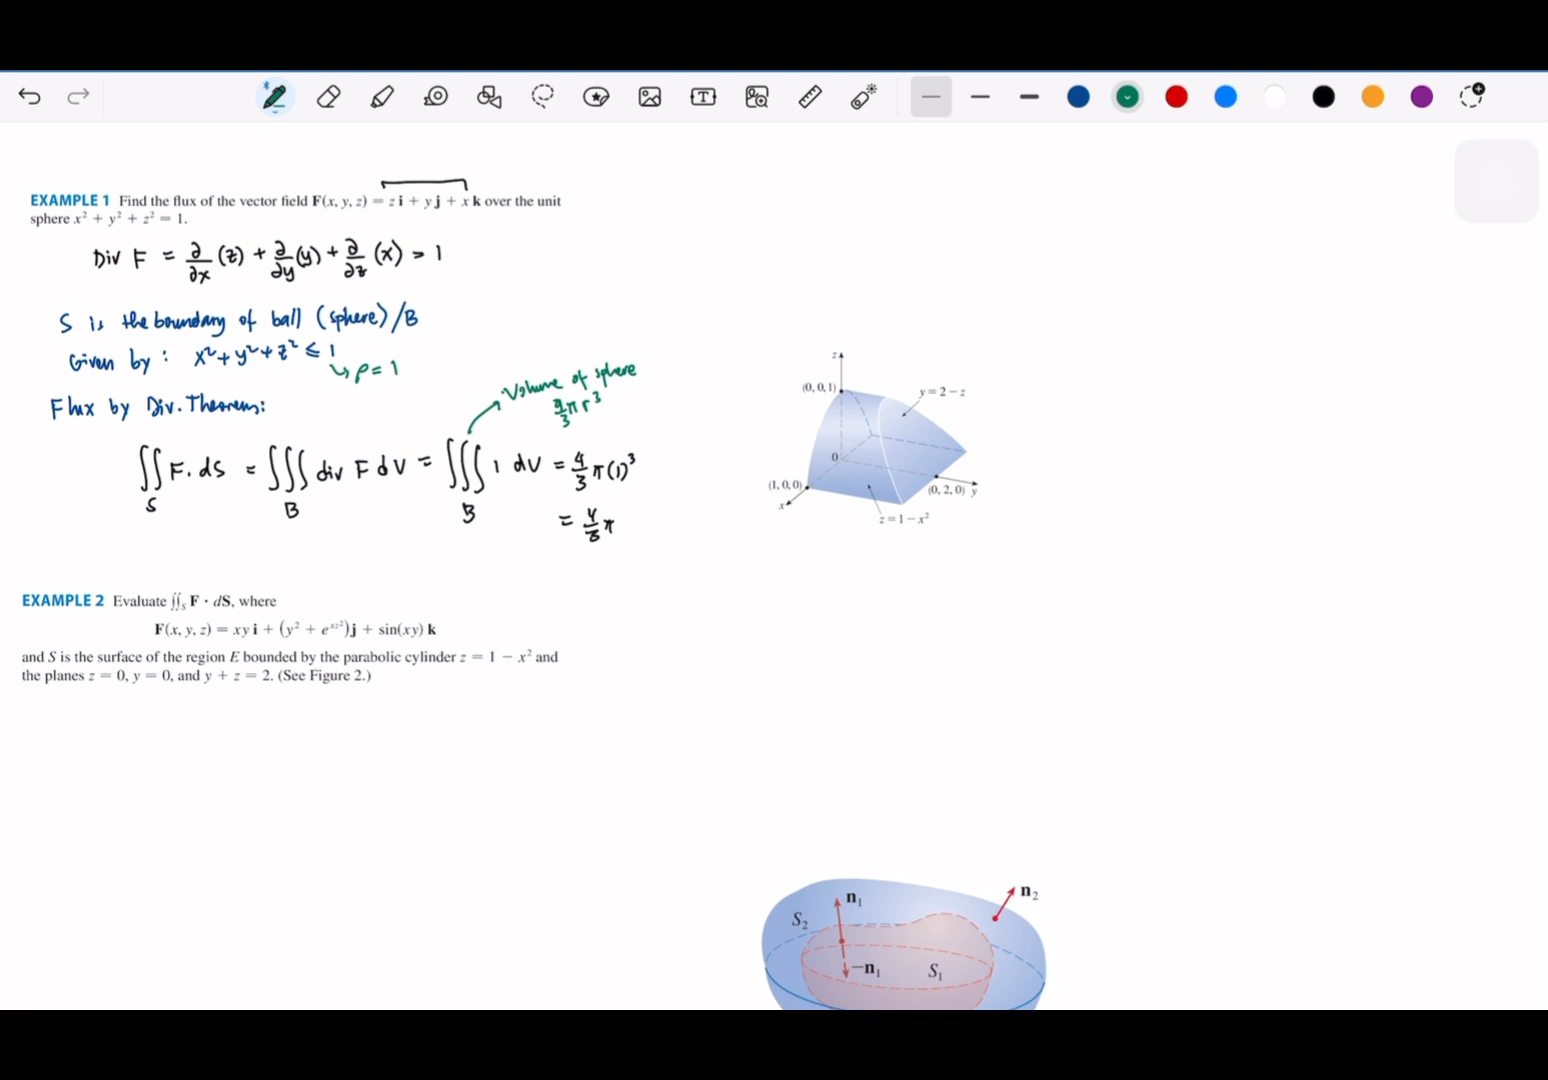 EXAMPLE 1 Find the flux of the vector field F(x, y, z) = z i + y j + x k over the unit
sphere x² + y² + z² = 1.
Div F = ∂/∂x (z) + ∂/∂y (y) + ∂/∂z (x) = 1
S is the boundary of ball (sphere) / B
Given by: x² + y² + z² ≤ 1
↳ ρ = 1
Flux by Div. Theorem:
Volume of sphere
4/3 π r³
∬_S F. ds = ∭_B div F dV = ∭_B 1 dV = 4/3 π (1)³
= 4/3 π
z
(0, 0, 1)
y = 2 − z
0
(1, 0, 0)
x
(0, 2, 0) y
z = 1 − x²
EXAMPLE 2 Evaluate ∬_S F · dS, where
F(x, y, z) = xy i + (y² + e^{xz²}) j + sin(xy) k
and S is the surface of the region E bounded by the parabolic cylinder z = 1 − x² and
the planes z = 0, y = 0, and y + z = 2. (See Figure 2.)
n₁
n₂
S₂
−n₁
S₁